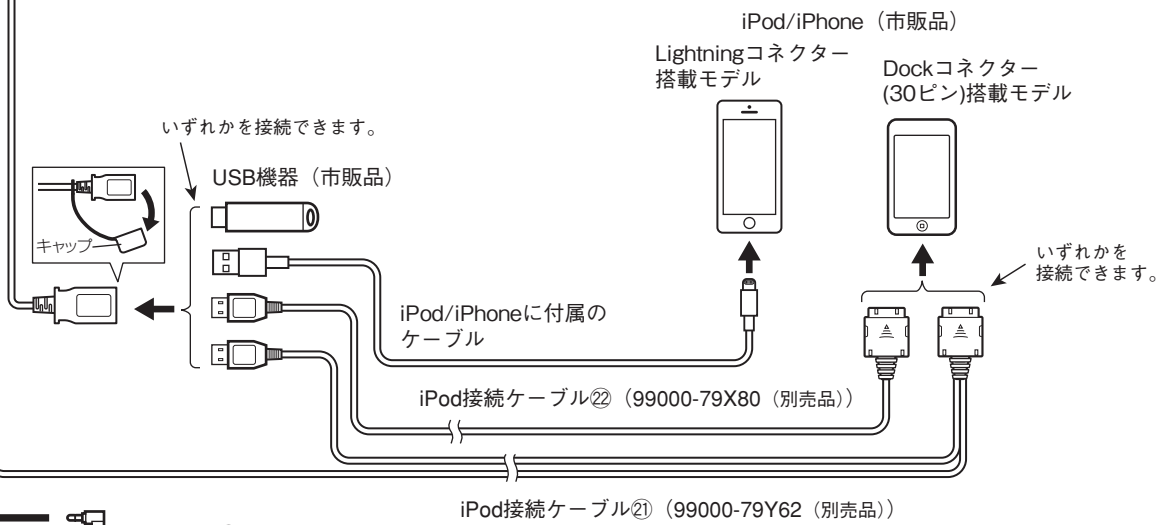 iPod/iPhone（市販品）
Lightningコネクター
搭載モデル
Dockコネクター
(30ピン)搭載モデル
いずれかを接続できます。
USB機器（市販品）
キャップ
いずれかを
接続できます。
iPod/iPhoneに付属の
ケーブル
iPod接続ケーブル㉒（99000-79X80（別売品））
iPod接続ケーブル㉑（99000-79Y62（別売品））